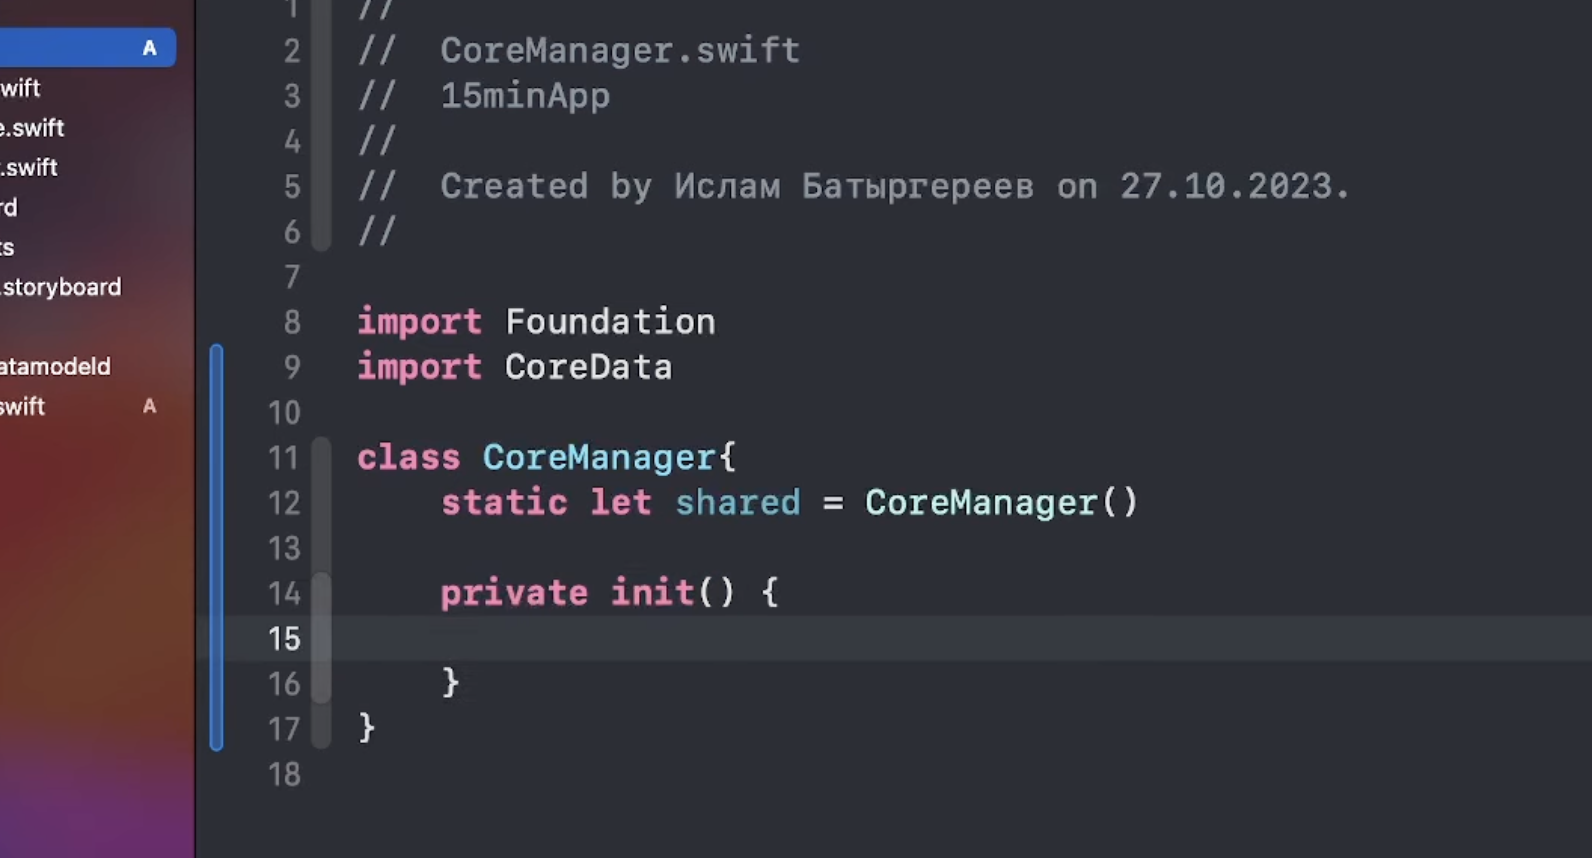 A
wift
e.swift
.swift
rd
ts
.storyboard
atamodeld
swift A
1 //
2 // CoreManager.swift
3 // 15minApp
4 //
5 // Created by Ислам Батыргереев on 27.10.2023.
6 //
7
8 import Foundation
9 import CoreData
10
11 class CoreManager{
12 static let shared = CoreManager()
13
14 private init() {
15
16 }
17 }
18